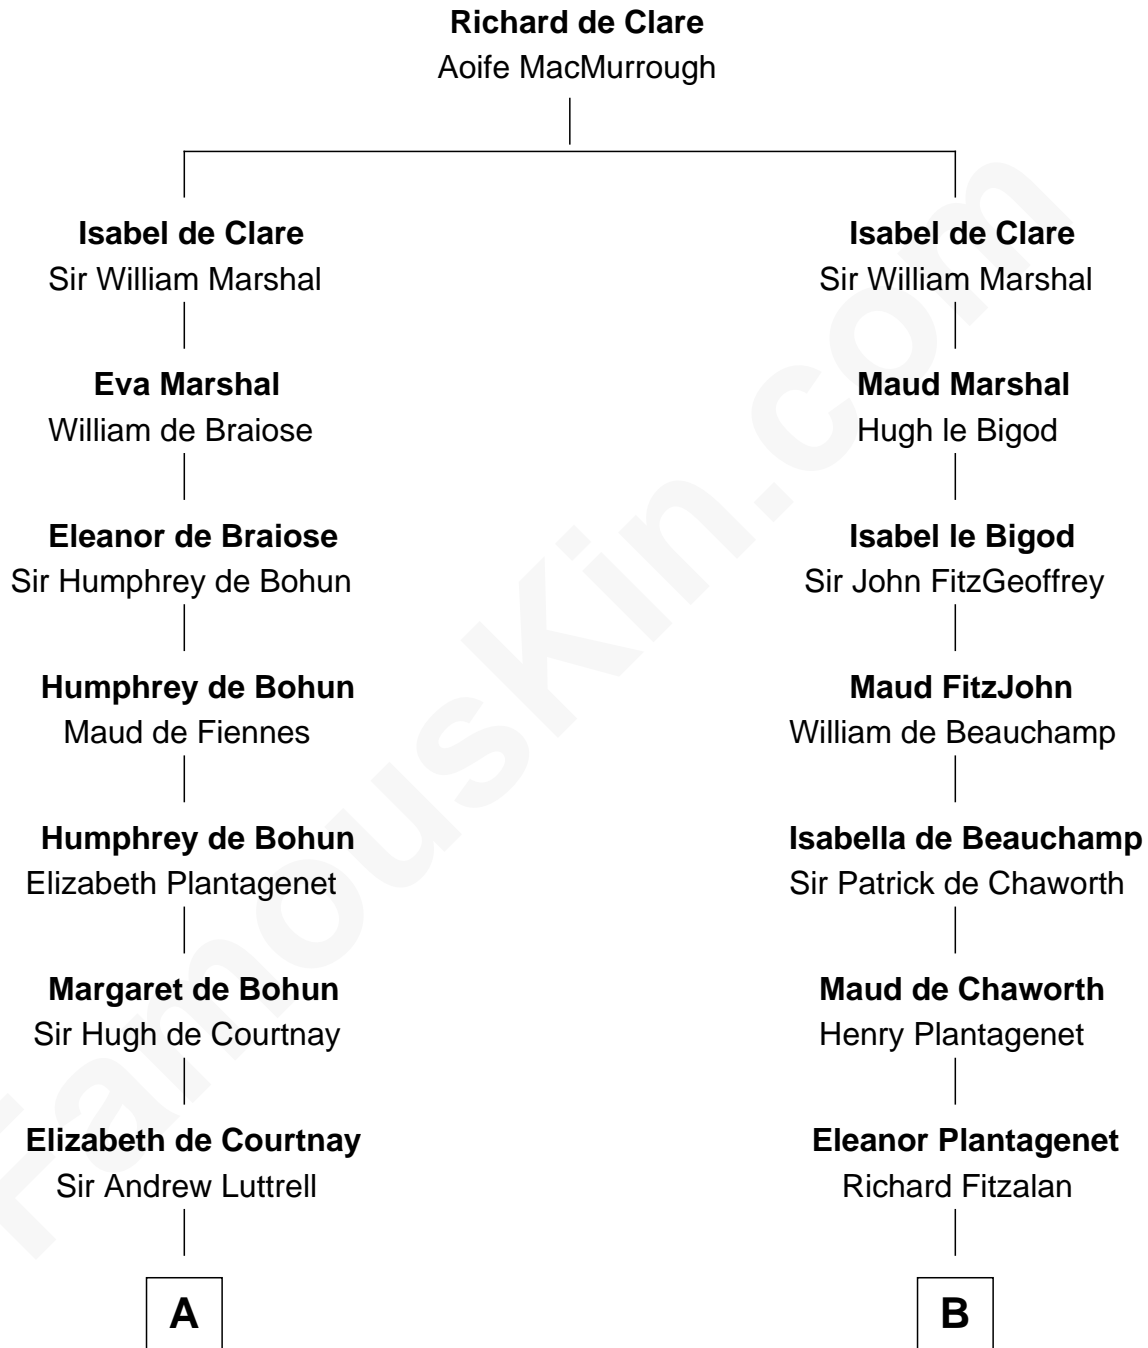 Richard de Clare
Aoife MacMurrough
Isabel de Clare
Sir William Marshal
Isabel de Clare
Sir William Marshal
Eva Marshal
William de Braiose
Maud Marshal
Hugh le Bigod
Eleanor de Braiose
Sir Humphrey de Bohun
Isabel le Bigod
Sir John FitzGeoffrey
Humphrey de Bohun
Maud de Fiennes
Maud FitzJohn
William de Beauchamp
Humphrey de Bohun
Elizabeth Plantagenet
Isabella de Beauchamp
Sir Patrick de Chaworth
Margaret de Bohun
Sir Hugh de Courtnay
Maud de Chaworth
Henry Plantagenet
Elizabeth de Courtnay
Sir Andrew Luttrell
Eleanor Plantagenet
Richard Fitzalan
A
B
FamousKin.com